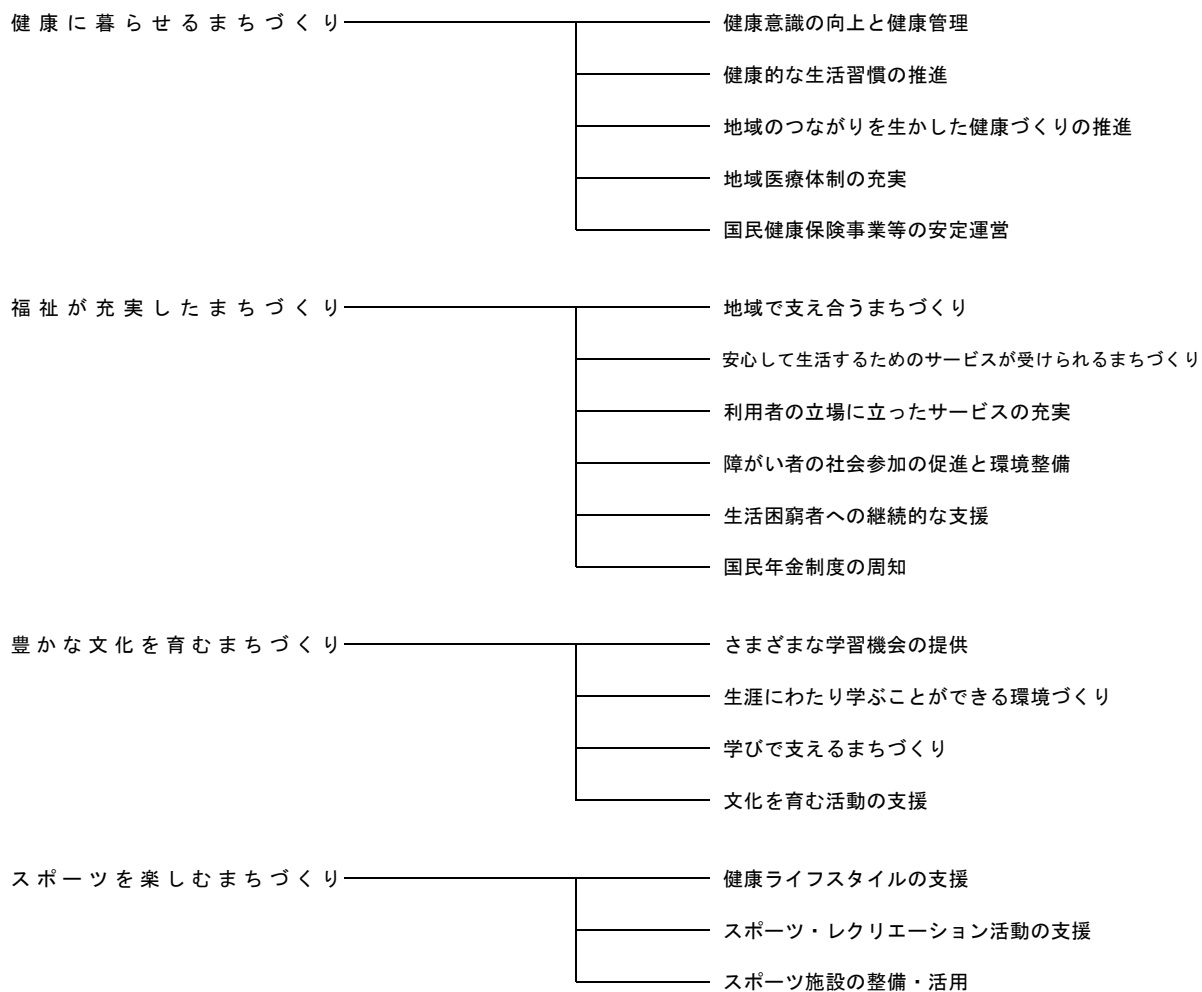 健康に暮らせるまちづくり
健康意識の向上と健康管理
健康的な生活習慣の推進
地域のつながりを生かした健康づくりの推進
地域医療体制の充実
国民健康保険事業等の安定運営
福祉が充実したまちづくり
地域で支え合うまちづくり
安心して生活するためのサービスが受けられるまちづくり
利用者の立場に立ったサービスの充実
障がい者の社会参加の促進と環境整備
生活困窮者への継続的な支援
国民年金制度の周知
豊かな文化を育むまちづくり
さまざまな学習機会の提供
生涯にわたり学ぶことができる環境づくり
学びで支えるまちづくり
文化を育む活動の支援
スポーツを楽しむまちづくり
健康ライフスタイルの支援
スポーツ・レクリエーション活動の支援
スポーツ施設の整備・活用